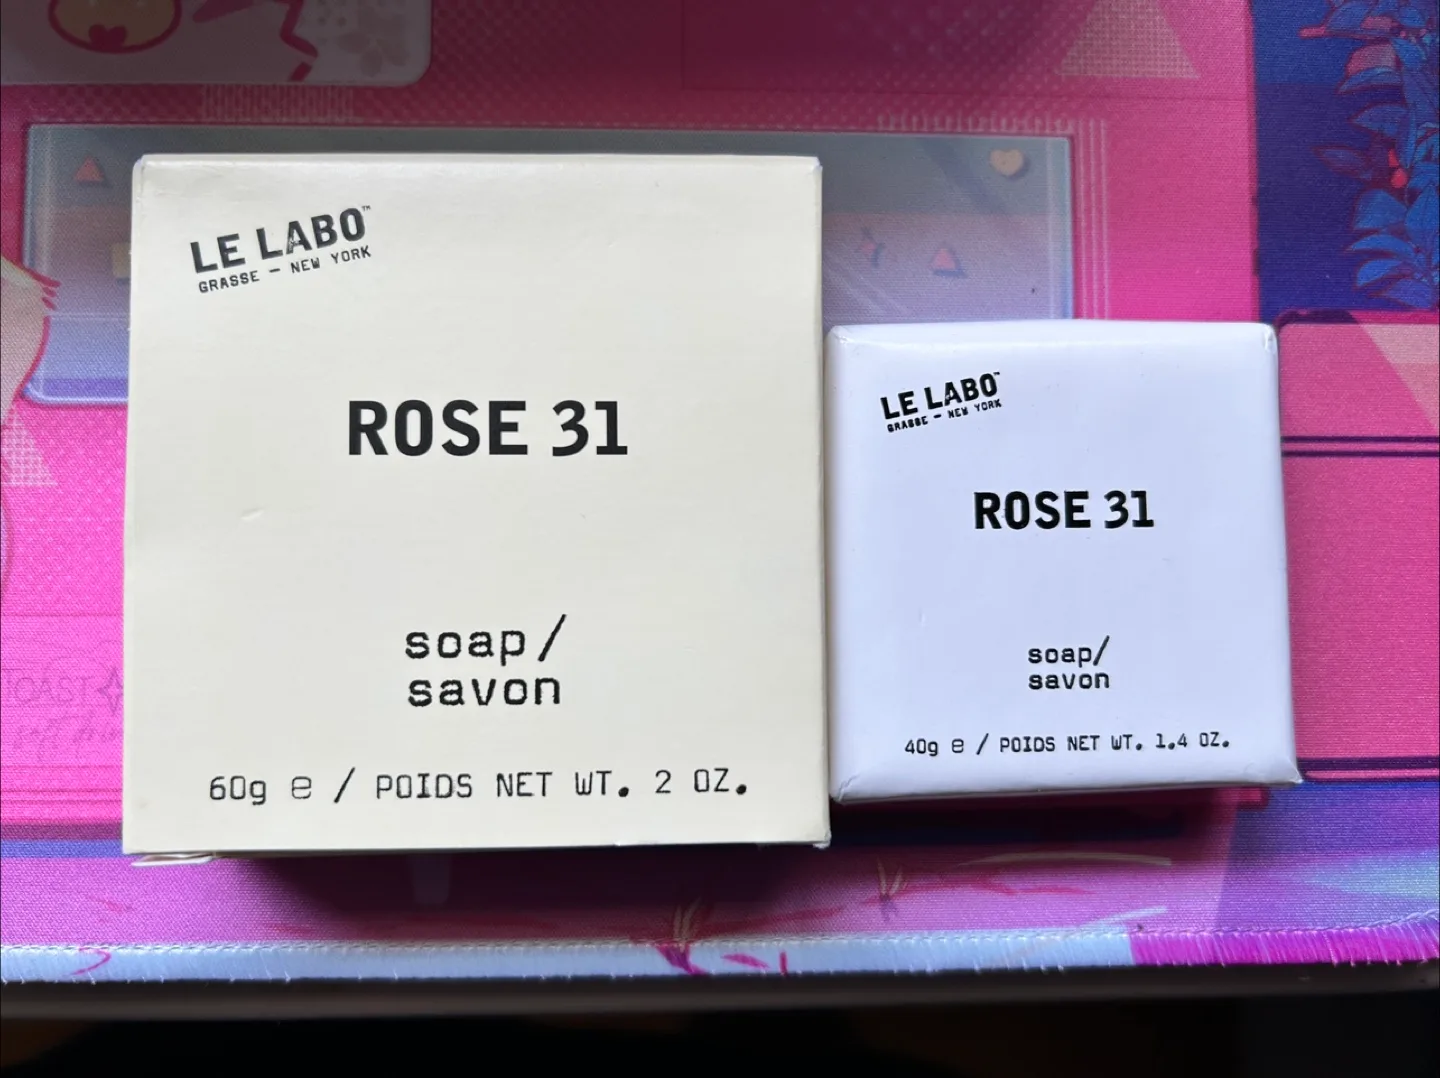 LE LABO™
GRASSE — NEW YORK
ROSE 31
soap/
savon
60g ℮ / POIDS NET WT. 2 OZ.
LE LABO™
GRASSE — NEW YORK
ROSE 31
soap/
savon
40g ℮ / POIDS NET WT. 1.4 OZ.